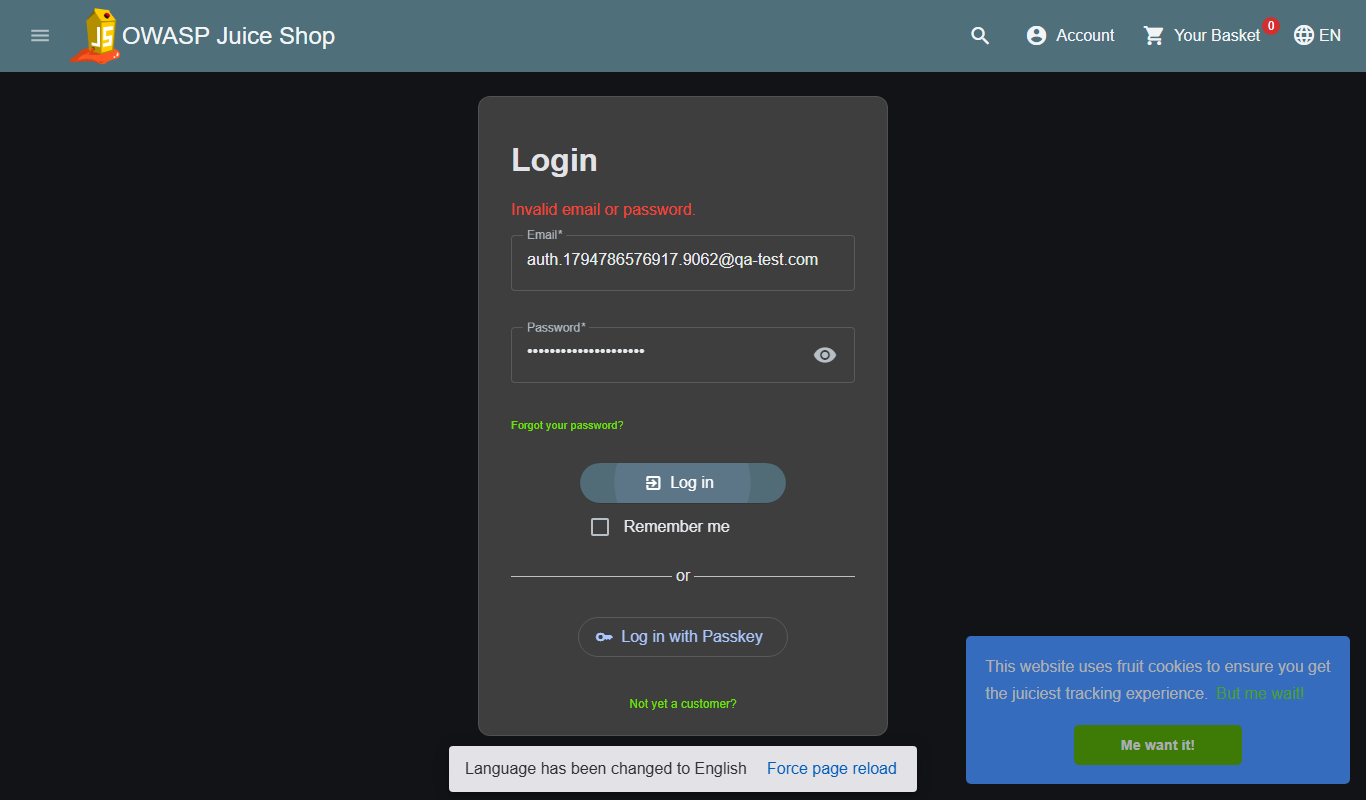 JS OWASP Juice Shop
Account
Your Basket 0
EN
Login
Invalid email or password.
Email*
auth.1794786576917.9062@qa-test.com
Password*
•••••••••••••••••••••
Forgot your password?
Log in
Remember me
or
Log in with Passkey
Not yet a customer?
This website uses fruit cookies to ensure you get
the juiciest tracking experience. But me wait!
Me want it!
Language has been changed to English Force page reload